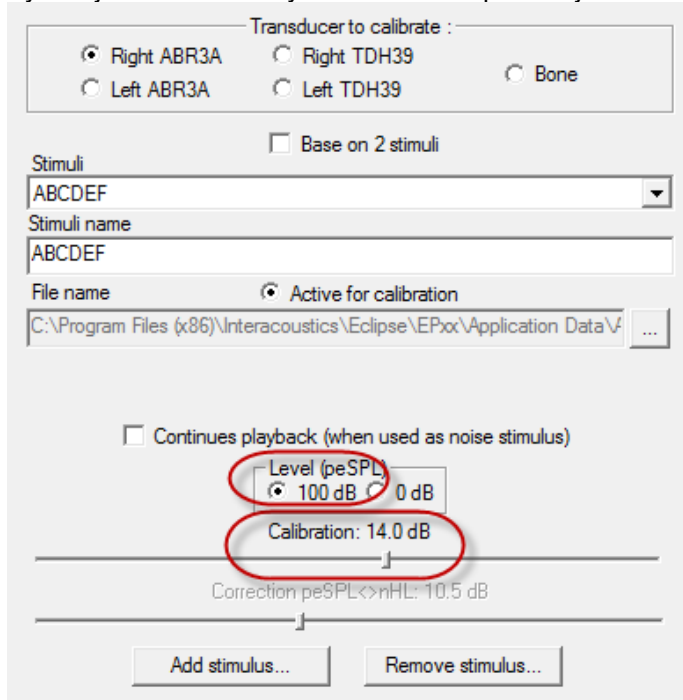 Transducer to calibrate :
Right ABR3A Right TDH39
Bone
Left ABR3A Left TDH39
Base on 2 stimuli
Stimuli
ABCDEF
Stimuli name
ABCDEF
File name Active for calibration
C:\Program Files (x86)\Interacoustics\Eclipse\EPxx\Application Data\ ...
Continues playback (when used as noise stimulus)
Level (peSPL)
100 dB 0 dB
Calibration: 14.0 dB
Correction peSPL<>nHL: 10.5 dB
Add stimulus... Remove stimulus...